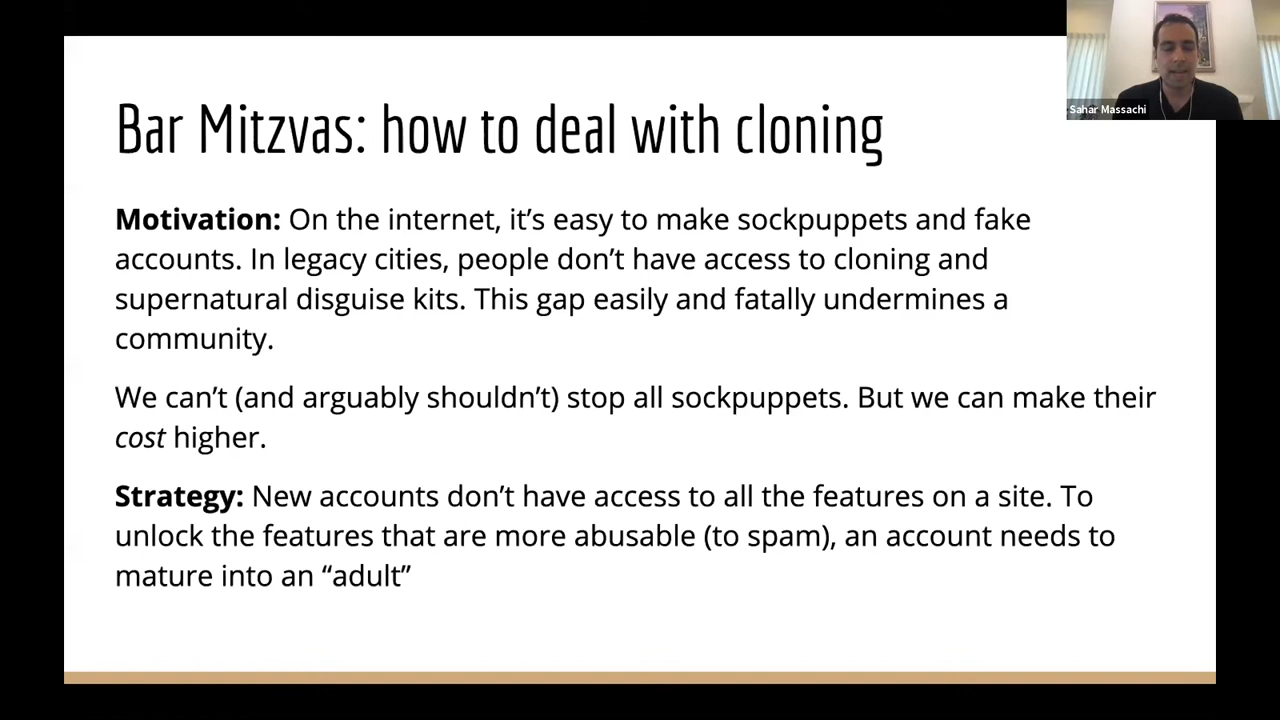 Sahar Massachi
Bar Mitzvas: how to deal with cloning
Motivation: On the internet, it’s easy to make sockpuppets and fake
accounts. In legacy cities, people don’t have access to cloning and
supernatural disguise kits. This gap easily and fatally undermines a
community.
We can’t (and arguably shouldn’t) stop all sockpuppets. But we can make their
cost higher.
Strategy: New accounts don’t have access to all the features on a site. To
unlock the features that are more abusable (to spam), an account needs to
mature into an “adult”